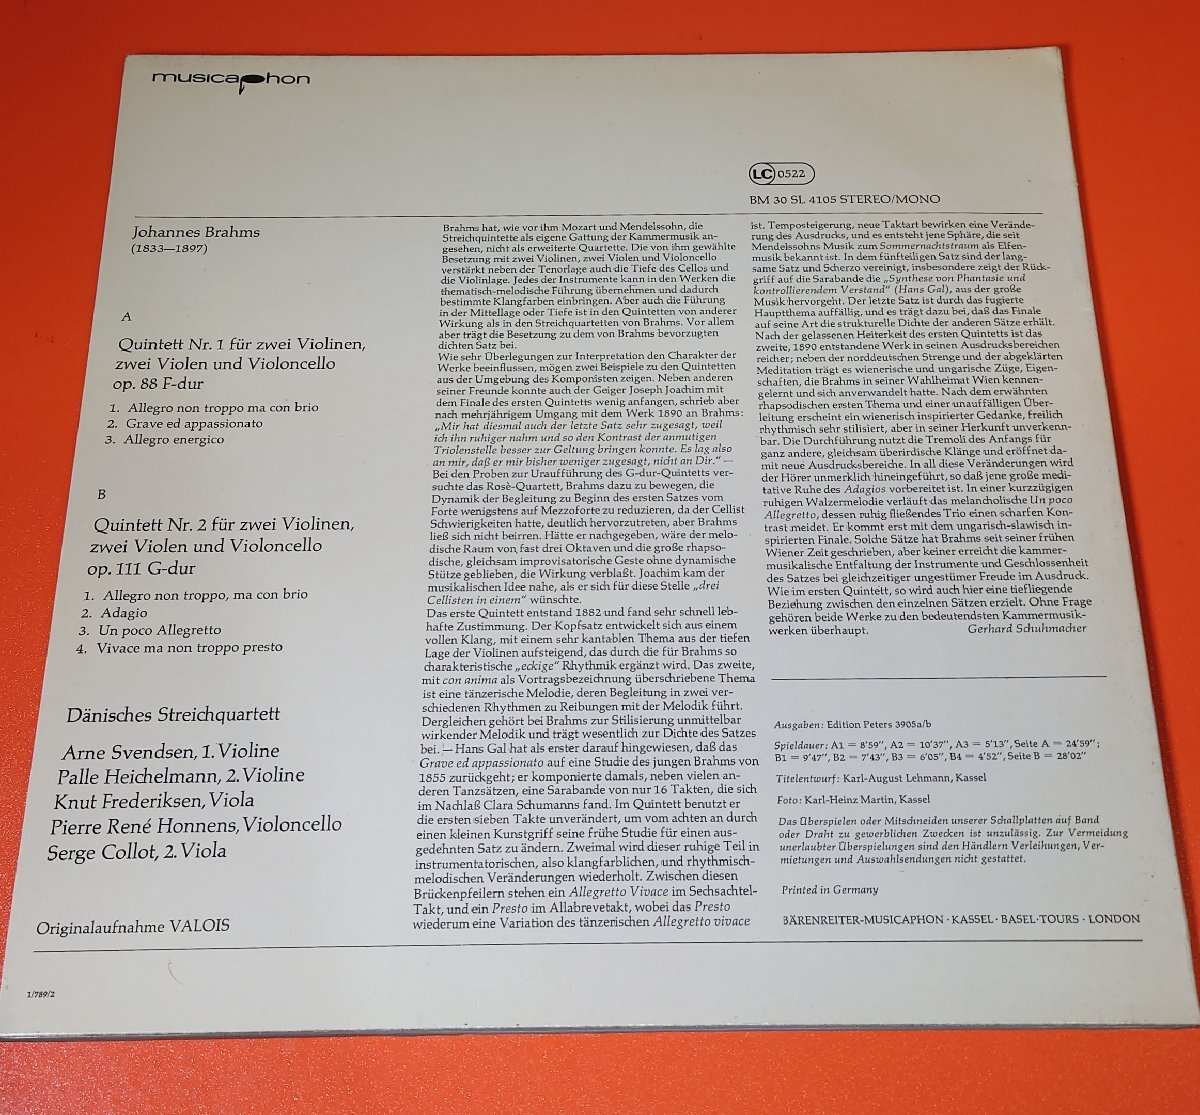 musicaphon
LC 0522
BM 30 SL 4105 STEREO/MONO
Johannes Brahms
(1833—1897)
A
Quintett Nr. 1 für zwei Violinen,
zwei Violen und Violoncello
op. 88 F-dur
1. Allegro non troppo ma con brio
2. Grave ed appassionato
3. Allegro energico
B
Quintett Nr. 2 für zwei Violinen,
zwei Violen und Violoncello
op. 111 G-dur
1. Allegro non troppo, ma con brio
2. Adagio
3. Un poco Allegretto
4. Vivace ma non troppo presto
Dänisches Streichquartett
Arne Svendsen, 1. Violine
Palle Heichelmann, 2. Violine
Knut Frederiksen, Viola
Pierre René Honnens, Violoncello
Serge Collot, 2. Viola
Originalaufnahme VALOIS
1/789/2
Brahms hat, wie vor ihm Mozart und Mendelssohn, die
Streichquintette als eigene Gattung der Kammermusik an-
gesehen, nicht als erweiterte Quartette. Die von ihm gewählte
Besetzung mit zwei Violinen, zwei Violen und Violoncello
verstärkt neben der Tenorlage auch die Tiefe des Cellos und
die Violinlage. Jedes der Instrumente kann in den Werken die
thematisch-melodische Führung übernehmen und dadurch
bestimmte Klangfarben einbringen. Aber auch die Führung
in der Mittellage oder Tiefe ist in den Quintetten von anderer
Wirkung als in den Streichquartetten von Brahms. Vor allem
aber trägt die Besetzung zu dem von Brahms bevorzugten
dichten Satz bei.
Wie sehr Überlegungen zur Interpretation den Charakter der
Werke beeinflussen, mögen zwei Beispiele zu den Quintetten
aus der Umgebung des Komponisten zeigen. Neben anderen
seiner Freunde konnte auch der Geiger Joseph Joachim mit
dem Finale des ersten Quintetts wenig anfangen, schrieb aber
nach mehrjährigem Umgang mit dem Werk 1890 an Brahms:
„Mir hat diesmal auch der letzte Satz sehr zugesagt, weil
ich ihn ruhiger nahm und so den Kontrast der anmutigen
Triolenstelle besser zur Geltung bringen konnte. Es lag also
an mir, daß er mir bisher weniger zugesagt, nicht an Dir.“ —
Bei den Proben zur Uraufführung des G-dur-Quintetts ver-
suchte das Rosè-Quartett, Brahms dazu zu bewegen, die
Dynamik der Begleitung zu Beginn des ersten Satzes vom
Forte wenigstens auf Mezzoforte zu reduzieren, da der Cellist
Schwierigkeiten hatte, deutlich hervorzutreten, aber Brahms
ließ sich nicht beirren. Hätte er nachgegeben, wäre der melo-
dische Raum von fast drei Oktaven und die große rhapso-
dische, gleichsam improvisatorische Geste ohne dynamische
Stütze geblieben, die Wirkung verblaßt. Joachim kam der
musikalischen Idee nahe, als er sich für diese Stelle „drei
Cellisten in einem“ wünschte.
Das erste Quintett entstand 1882 und fand sehr schnell leb-
hafte Zustimmung. Der Kopfsatz entwickelt sich aus einem
vollen Klang, mit einem sehr kantablen Thema aus der tiefen
Lage der Violinen aufsteigend, das durch die für Brahms so
charakteristische „eckige“ Rhythmik ergänzt wird. Das zweite,
mit con anima als Vortragsbezeichnung überschriebene Thema
ist eine tänzerische Melodie, deren Begleitung in zwei ver-
schiedenen Rhythmen zu Reibungen mit der Melodik führt.
Dergleichen gehört bei Brahms zur Stilisierung unmittelbar
wirkender Melodik und trägt wesentlich zur Dichte des Satzes
bei. — Hans Gal hat als erster darauf hingewiesen, daß das
Grave ed appassionato auf eine Studie des jungen Brahms von
1855 zurückgeht; er komponierte damals, neben vielen an-
deren Tanzsätzen, eine Sarabande von nur 16 Takten, die sich
im Nachlaß Clara Schumanns fand. Im Quintett benutzt er
die ersten sieben Takte unverändert, um vom achten an durch
einen kleinen Kunstgriff seine frühe Studie für einen aus-
gedehnten Satz zu ändern. Zweimal wird dieser ruhige Teil in
instrumentatorischen, also klangfarblichen, und rhythmisch-
melodischen Veränderungen wiederholt. Zwischen diesen
Brückenpfeilern stehen ein Allegretto Vivace im Sechsachtel-
Takt, und ein Presto im Allabrevetakt, wobei das Presto
wiederum eine Variation des tänzerischen Allegretto vivace
ist. Temposteigerung, neue Taktart bewirken eine Verände-
rung des Ausdrucks, und es entsteht jene Sphäre, die seit
Mendelssohns Musik zum Sommernachtstraum als Elfen-
musik bekannt ist. In dem fünfteiligen Satz sind der lang-
same Satz und Scherzo vereinigt, insbesondere zeigt der Rück-
griff auf die Sarabande die „Synthese von Phantasie und
kontrollierendem Verstand“ (Hans Gal), aus der große
Musik hervorgeht. Der letzte Satz ist durch das fugierte
Hauptthema auffällig, und es trägt dazu bei, daß das Finale
auf seine Art die strukturelle Dichte der anderen Sätze erhält.
Nach der gelassenen Heiterkeit des ersten Quintetts ist das
zweite, 1890 entstandene Werk in seinen Ausdrucksbereichen
reicher; neben der norddeutschen Strenge und der abgeklärten
Meditation trägt es wienerische und ungarische Züge, Eigen-
schaften, die Brahms in seiner Wahlheimat Wien kennen-
gelernt und sich anverwandelt hatte. Nach dem erwähnten
rhapsodischen ersten Thema und einer unauffälligen Über-
leitung erscheint ein wienerisch inspirierter Gedanke, freilich
rhythmisch sehr stilisiert, aber in seiner Herkunft unverkenn-
bar. Die Durchführung nutzt die Tremoli des Anfangs für
ganz andere, gleichsam überirdische Klänge und eröffnet da-
mit neue Ausdrucksbereiche. In all diese Veränderungen wird
der Hörer unmerklich hineingeführt, so daß jene große medi-
tative Ruhe des Adagios vorbereitet ist. In einer kurzzügigen
ruhigen Walzermelodie verläuft das melancholische Un poco
Allegretto, dessen ruhig fließendes Trio einen scharfen Kon-
trast meidet. Er kommt erst mit dem ungarisch-slawisch in-
spirierten Finale. Solche Sätze hat Brahms seit seiner frühen
Wiener Zeit geschrieben, aber keiner erreicht die kammer-
musikalische Entfaltung der Instrumente und Geschlossenheit
des Satzes bei gleichzeitiger ungestümer Freude im Ausdruck.
Wie im ersten Quintett, so wird auch hier eine tiefliegende
Beziehung zwischen den einzelnen Sätzen erzielt. Ohne Frage
gehören beide Werke zu den bedeutendsten Kammermusik-
werken überhaupt. Gerhard Schuhmacher
Ausgaben: Edition Peters 3905a/b
Spieldauer: A1 = 8′59″, A2 = 10′37″, A3 = 5′13″, Seite A = 24′59″;
B1 = 9′47″, B2 = 7′43″, B3 = 6′05″, B4 = 4′52″, Seite B = 28′02″
Titelentwurf: Karl-August Lehmann, Kassel
Foto: Karl-Heinz Martin, Kassel
Das Überspielen oder Mitschneiden unserer Schallplatten auf Band
oder Draht zu gewerblichen Zwecken ist unzulässig. Zur Vermeidung
unerlaubter Überspielungen sind den Händlern Verleihungen, Ver-
mietungen und Auswahlsendungen nicht gestattet.
Printed in Germany
BÄRENREITER-MUSICAPHON · KASSEL · BASEL · TOURS · LONDON